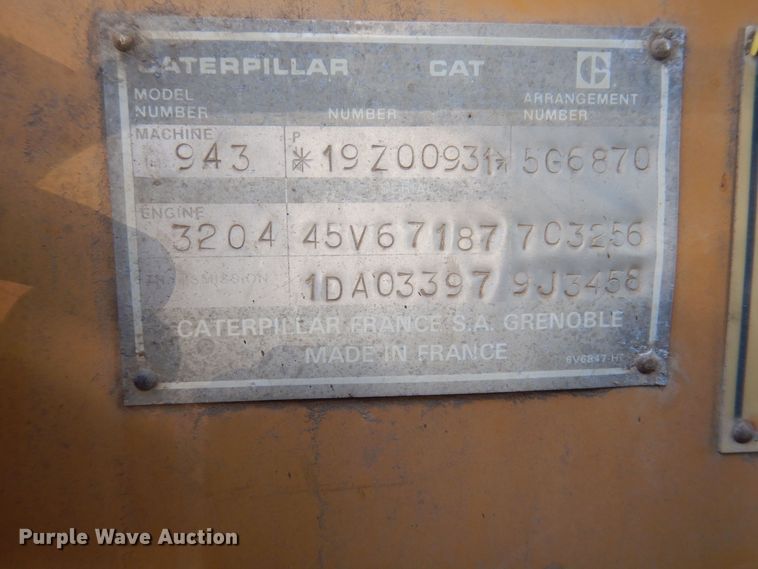 CATERPILLAR CAT C
MODEL NUMBER NUMBER ARRANGEMENT NUMBER
MACHINE P
943 *19Z00931* 5G6870
ENGINE
3204 45V67187 7C3256
TRANSMISSION 1DA03397 9J3458
CATERPILLAR FRANCE S.A. GRENOBLE
MADE IN FRANCE
Purple Wave Auction